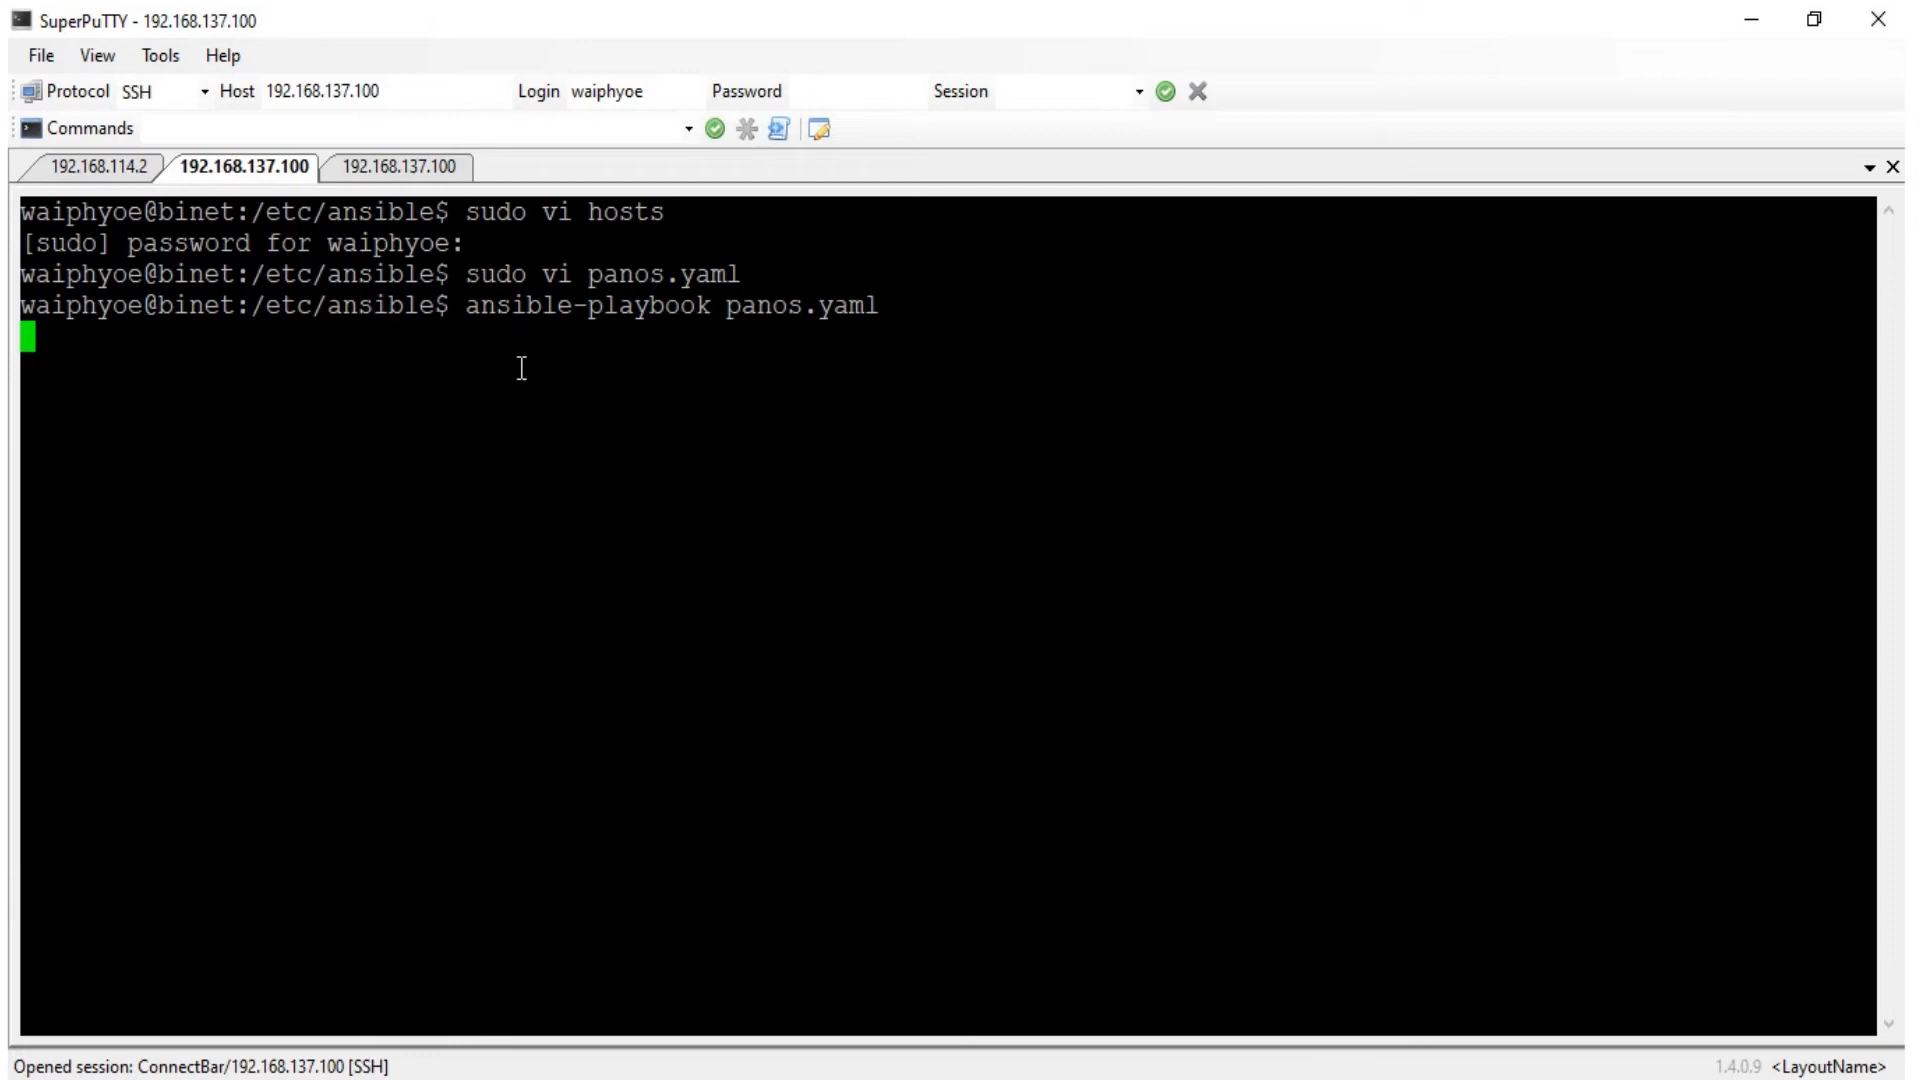 SuperPuTTY - 192.168.137.100
File View Tools Help
Protocol SSH Host 192.168.137.100 Login waiphyoe Password Session
Commands
192.168.114.2 192.168.137.100 192.168.137.100
waiphyoe@binet:/etc/ansible$ sudo vi hosts
[sudo] password for waiphyoe:
waiphyoe@binet:/etc/ansible$ sudo vi panos.yaml
waiphyoe@binet:/etc/ansible$ ansible-playbook panos.yaml
Opened session: ConnectBar/192.168.137.100 [SSH] 1.4.0.9 <LayoutName>